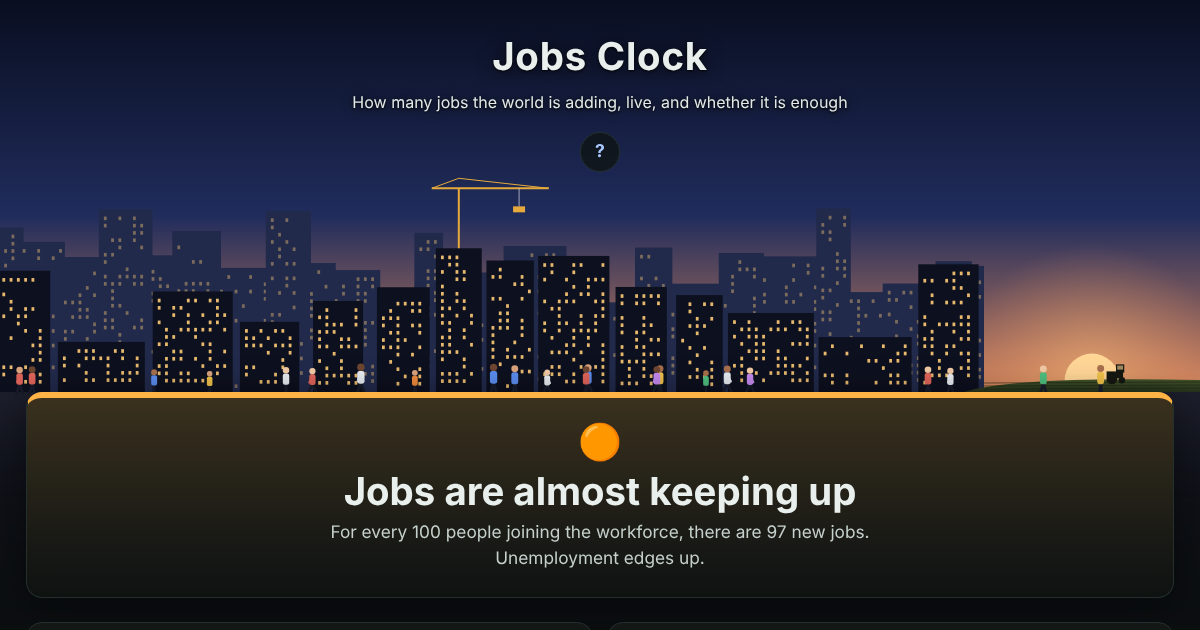 Jobs Clock
How many jobs the world is adding, live, and whether it is enough
?
Jobs are almost keeping up
For every 100 people joining the workforce, there are 97 new jobs.
Unemployment edges up.